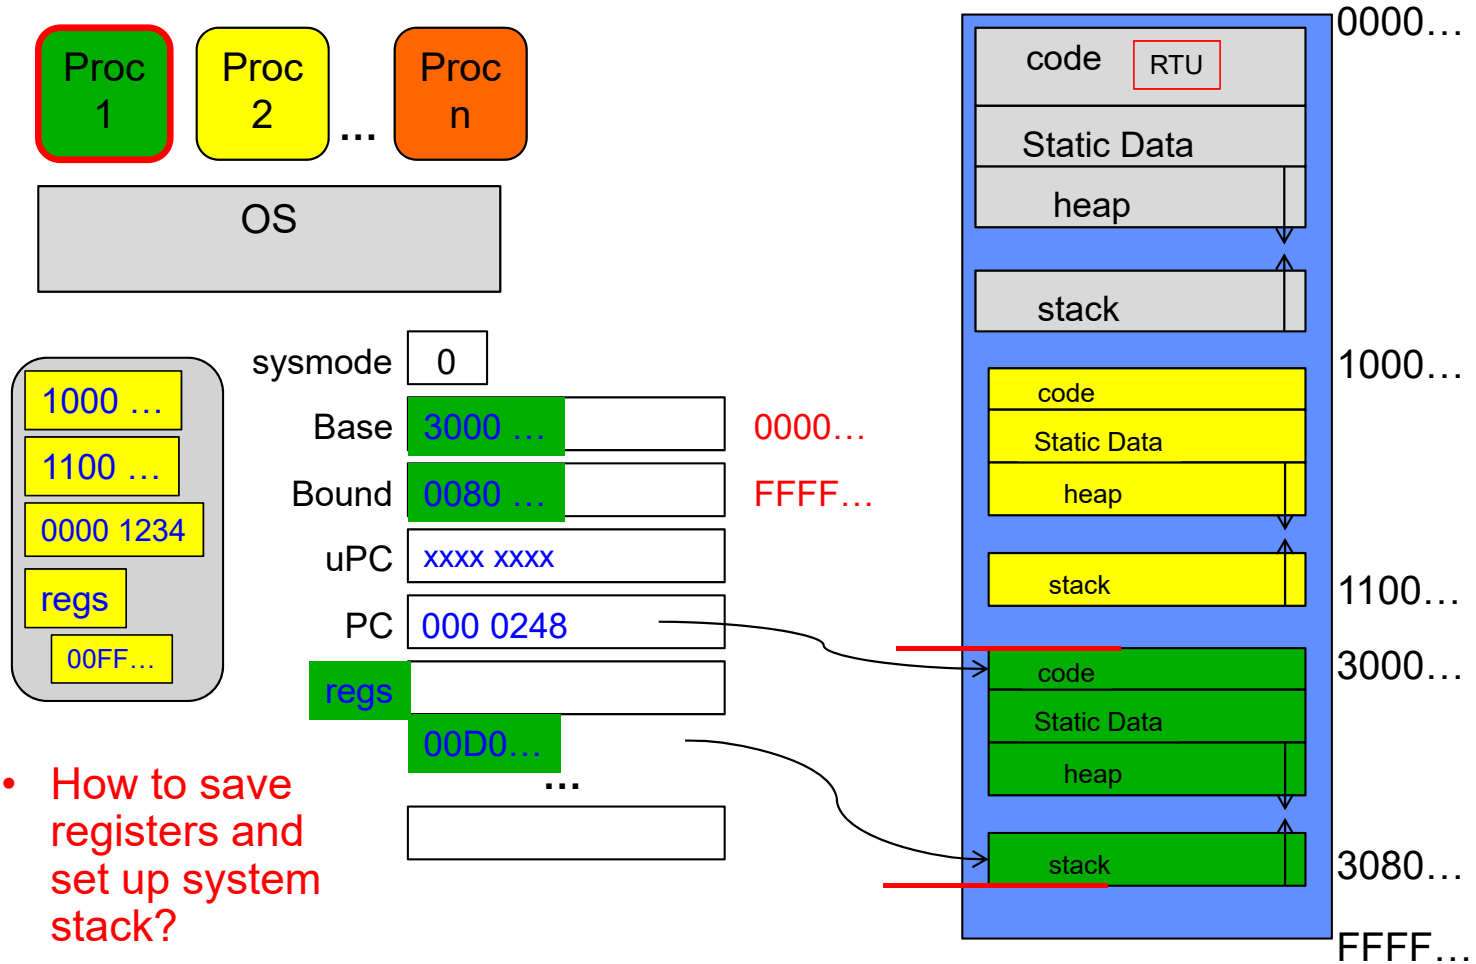 Proc
1
Proc
2
...
Proc
n
OS
sysmode 0
Base 3000 ... 0000...
Bound 0080 ... FFFF...
uPC xxxx xxxx
PC 000 0248
regs
00D0...
...
1000 ...
1100 ...
0000 1234
regs
00FF...
• How to save
registers and
set up system
stack?
code RTU
Static Data
heap
stack
code
Static Data
heap
stack
code
Static Data
heap
stack
0000...
1000...
1100...
3000...
3080...
FFFF...